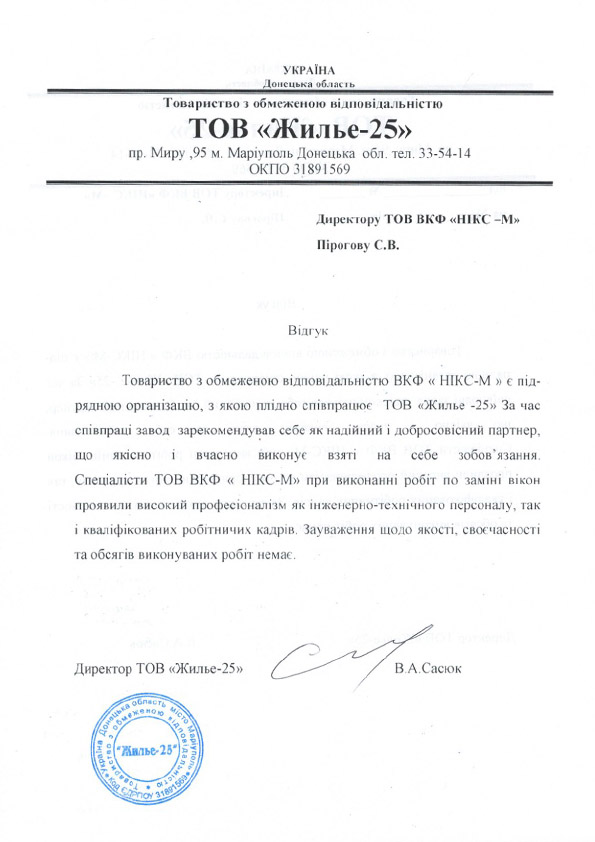 УКРАЇНА
Донецька область
Товариство з обмеженою відповідальністю
ТОВ «Жилье-25»
пр. Миру ,95 м. Маріуполь Донецька обл. тел. 33-54-14
ОКПО 31891569
Директору ТОВ ВКФ «НІКС –М»
Пірогову С.В.
Відгук
Товариство з обмеженою відповідальністю ВКФ « НІКС-М » є під-
рядною організацію, з якою плідно співпрацює ТОВ «Жилье -25» За час
співпраці завод зарекомендував себе як надійний і добросовісний партнер,
що якісно і вчасно виконує взяті на себе зобов’язання.
Спеціалісти ТОВ ВКФ « НІКС-М» при виконанні робіт по заміні вікон
проявили високий професіоналізм як інженерно-технічного персоналу, так
і кваліфікованих робітничих кадрів. Зауваження щодо якості, своєчасності
та обсягів виконуваних робіт немає.
Директор ТОВ «Жилье-25»
В.А.Сасюк
Україна Донецька область місто Маріуполь
Товариство з обмеженою відповідальністю
"Жилье-25"
Код ЄДРПОУ 31891569